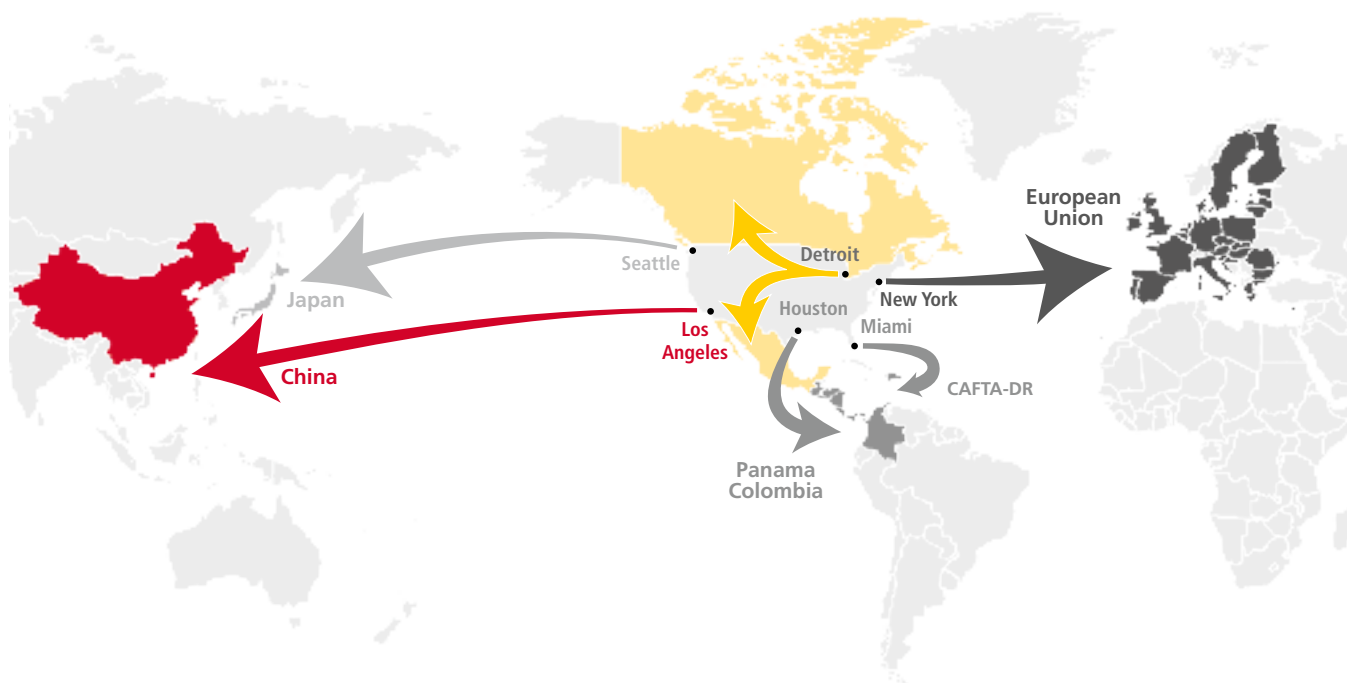 European
Union
Seattle
Detroit
Japan
New York
Houston
Miami
Los
Angeles
China
CAFTA-DR
Panama
Colombia